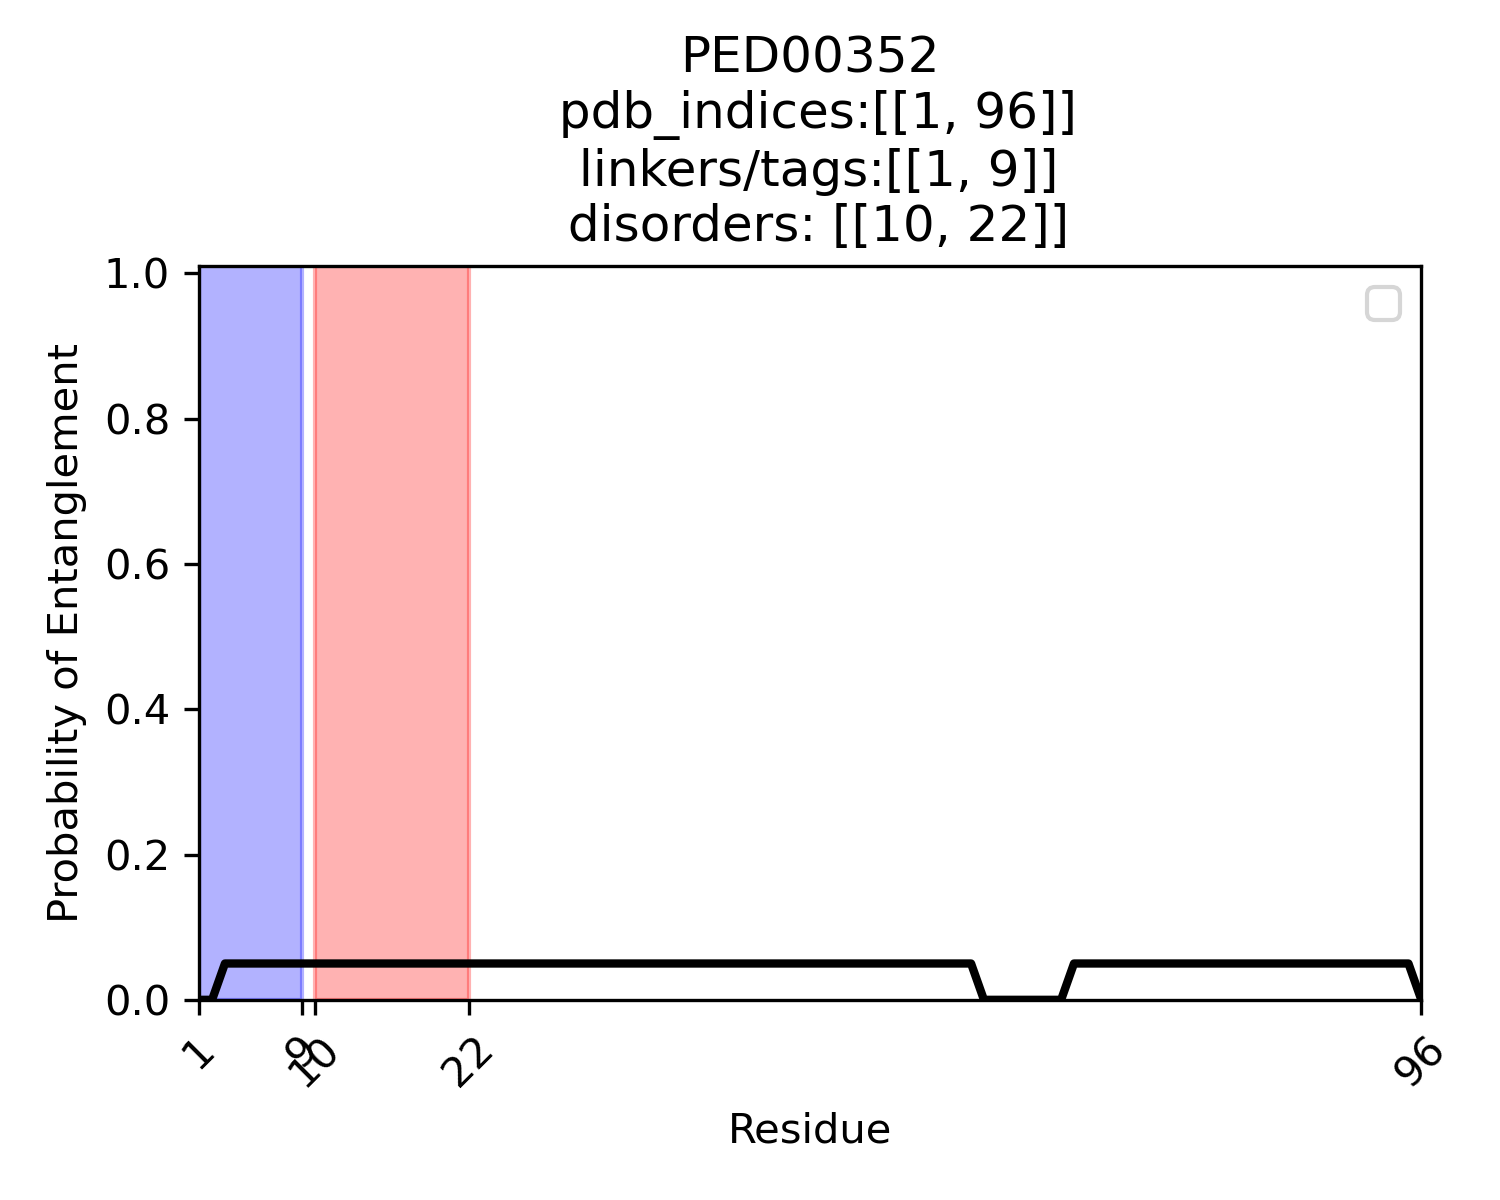 PED00352
pdb_indices:[[1, 96]]
linkers/tags:[[1, 9]]
disorders: [[10, 22]]
1.0
0.8
0.6
0.4
0.2
0.0
Probability of Entanglement
1
9
10
22
96
Residue